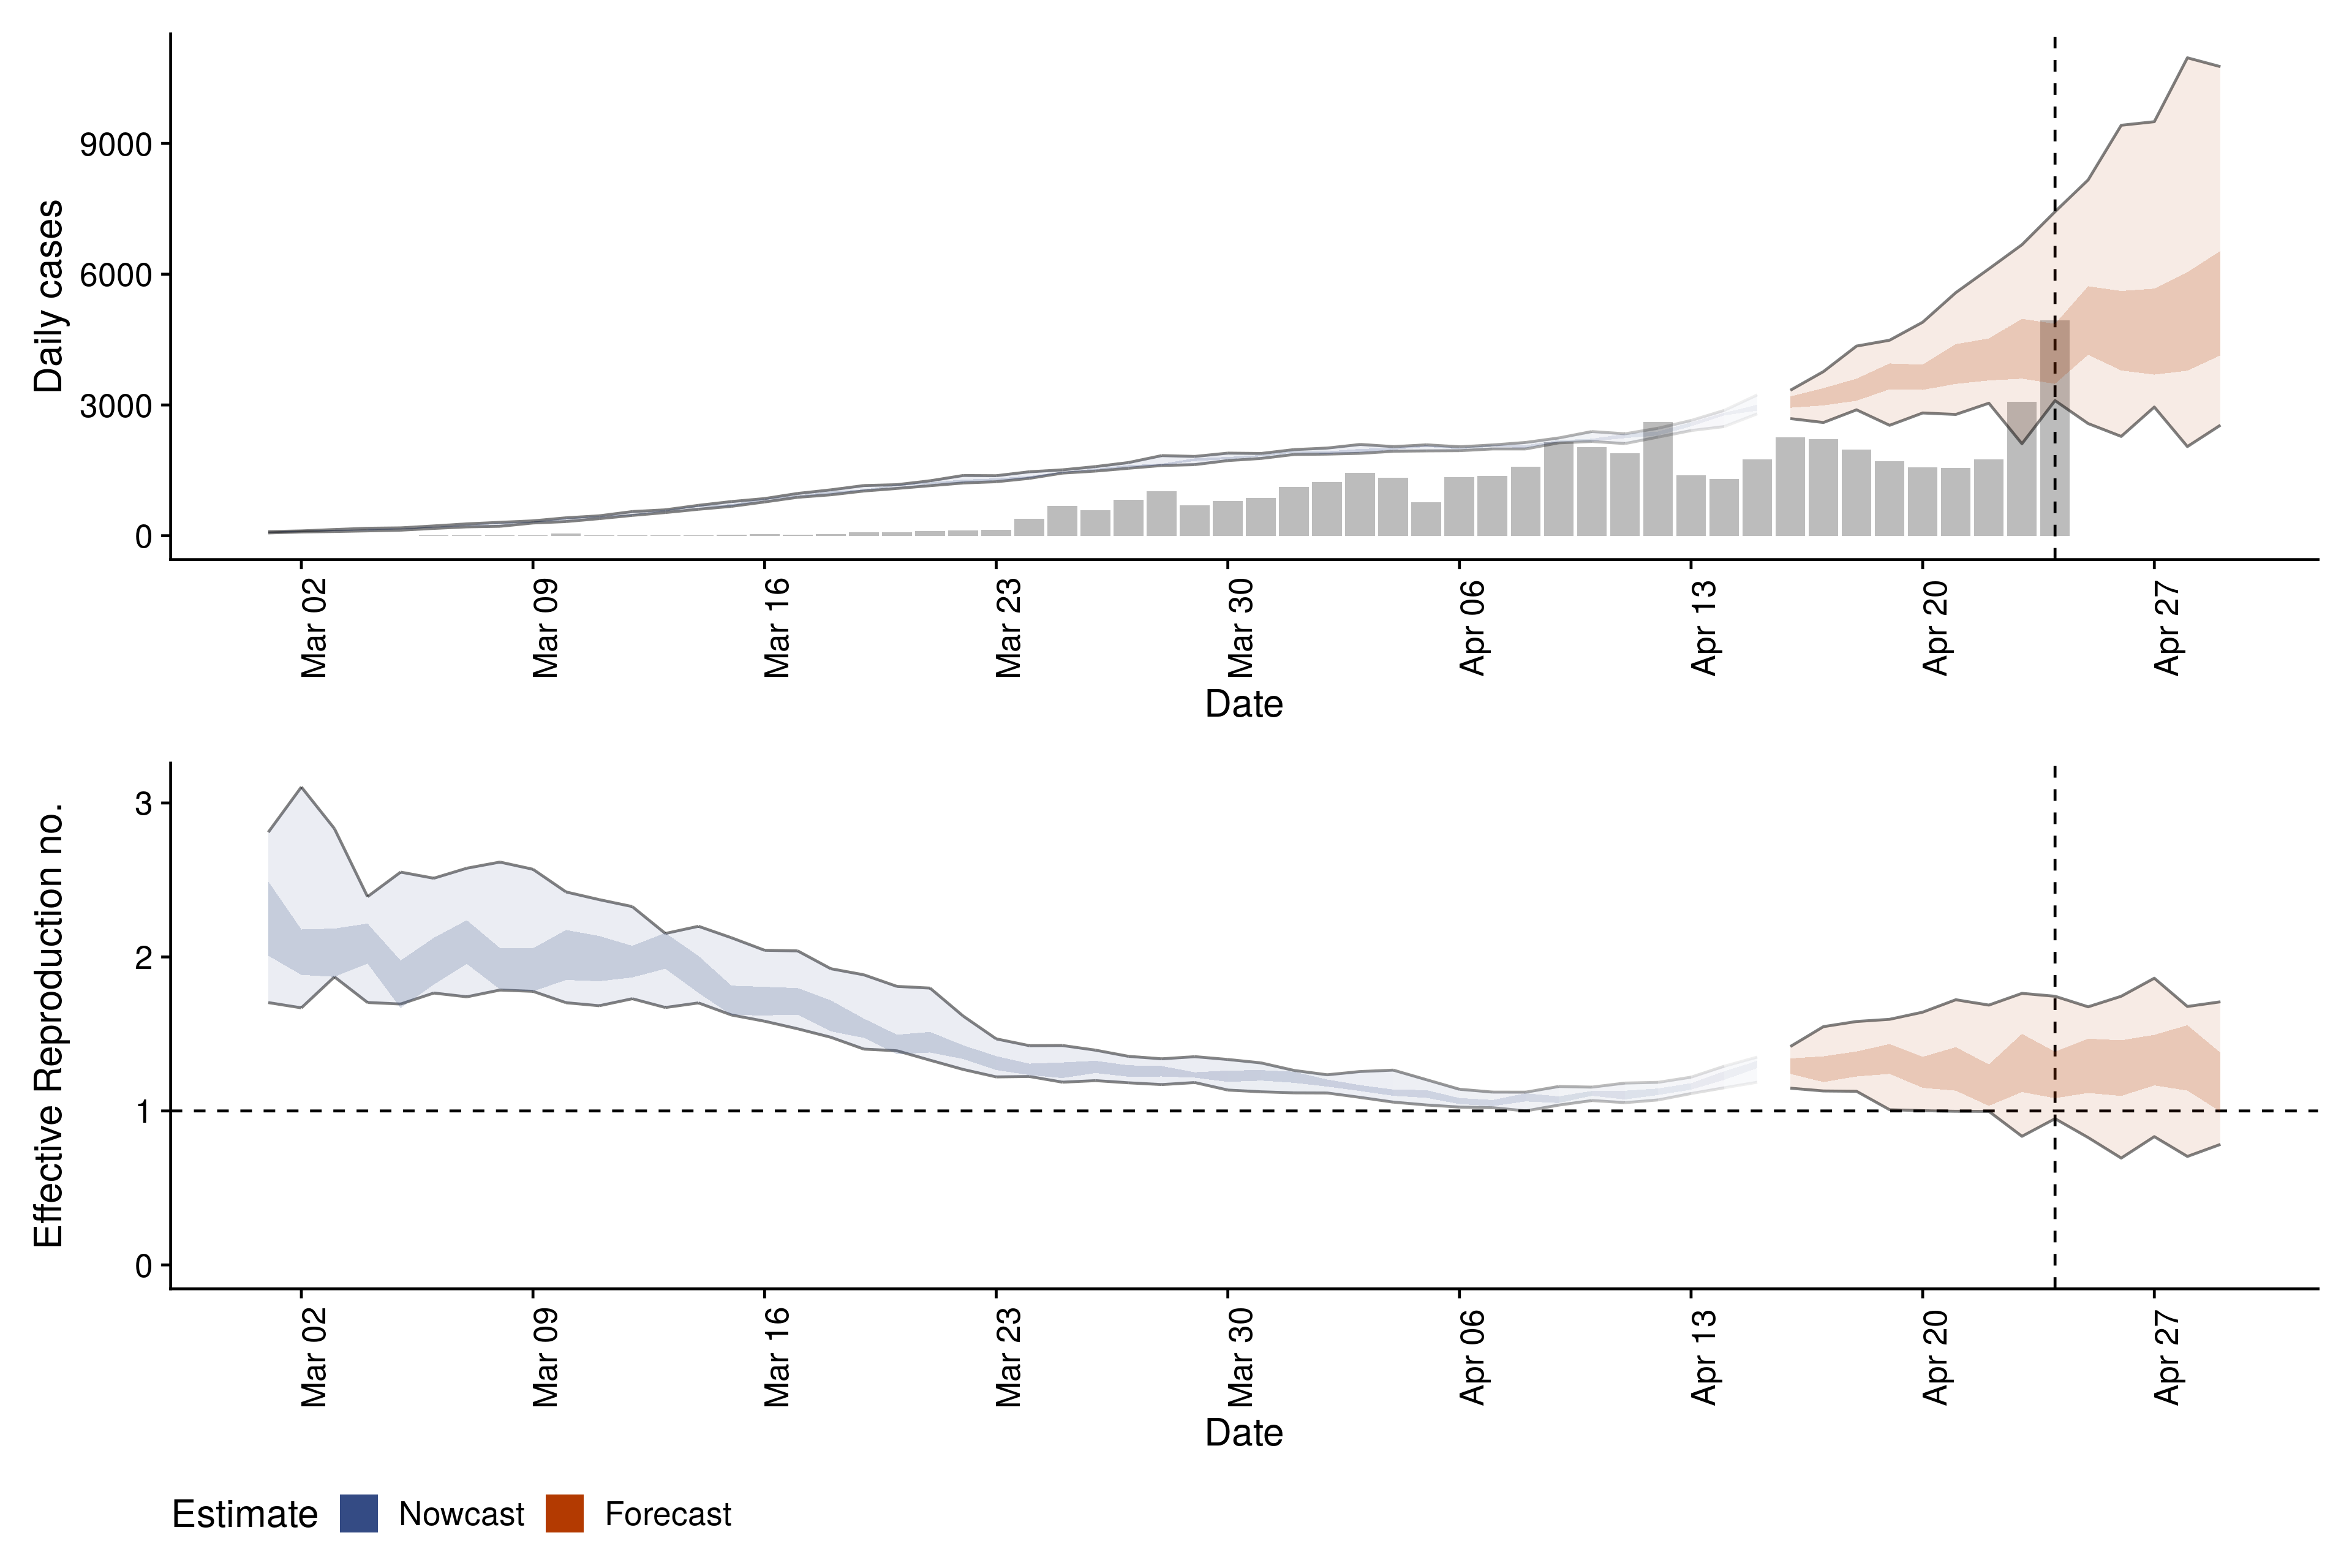 Daily cases
9000
6000
3000
0
Mar 02
Mar 09
Mar 16
Mar 23
Mar 30
Apr 06
Apr 13
Apr 20
Apr 27
Date
Effective Reproduction no.
3
2
1
0
Mar 02
Mar 09
Mar 16
Mar 23
Mar 30
Apr 06
Apr 13
Apr 20
Apr 27
Date
Estimate Nowcast Forecast